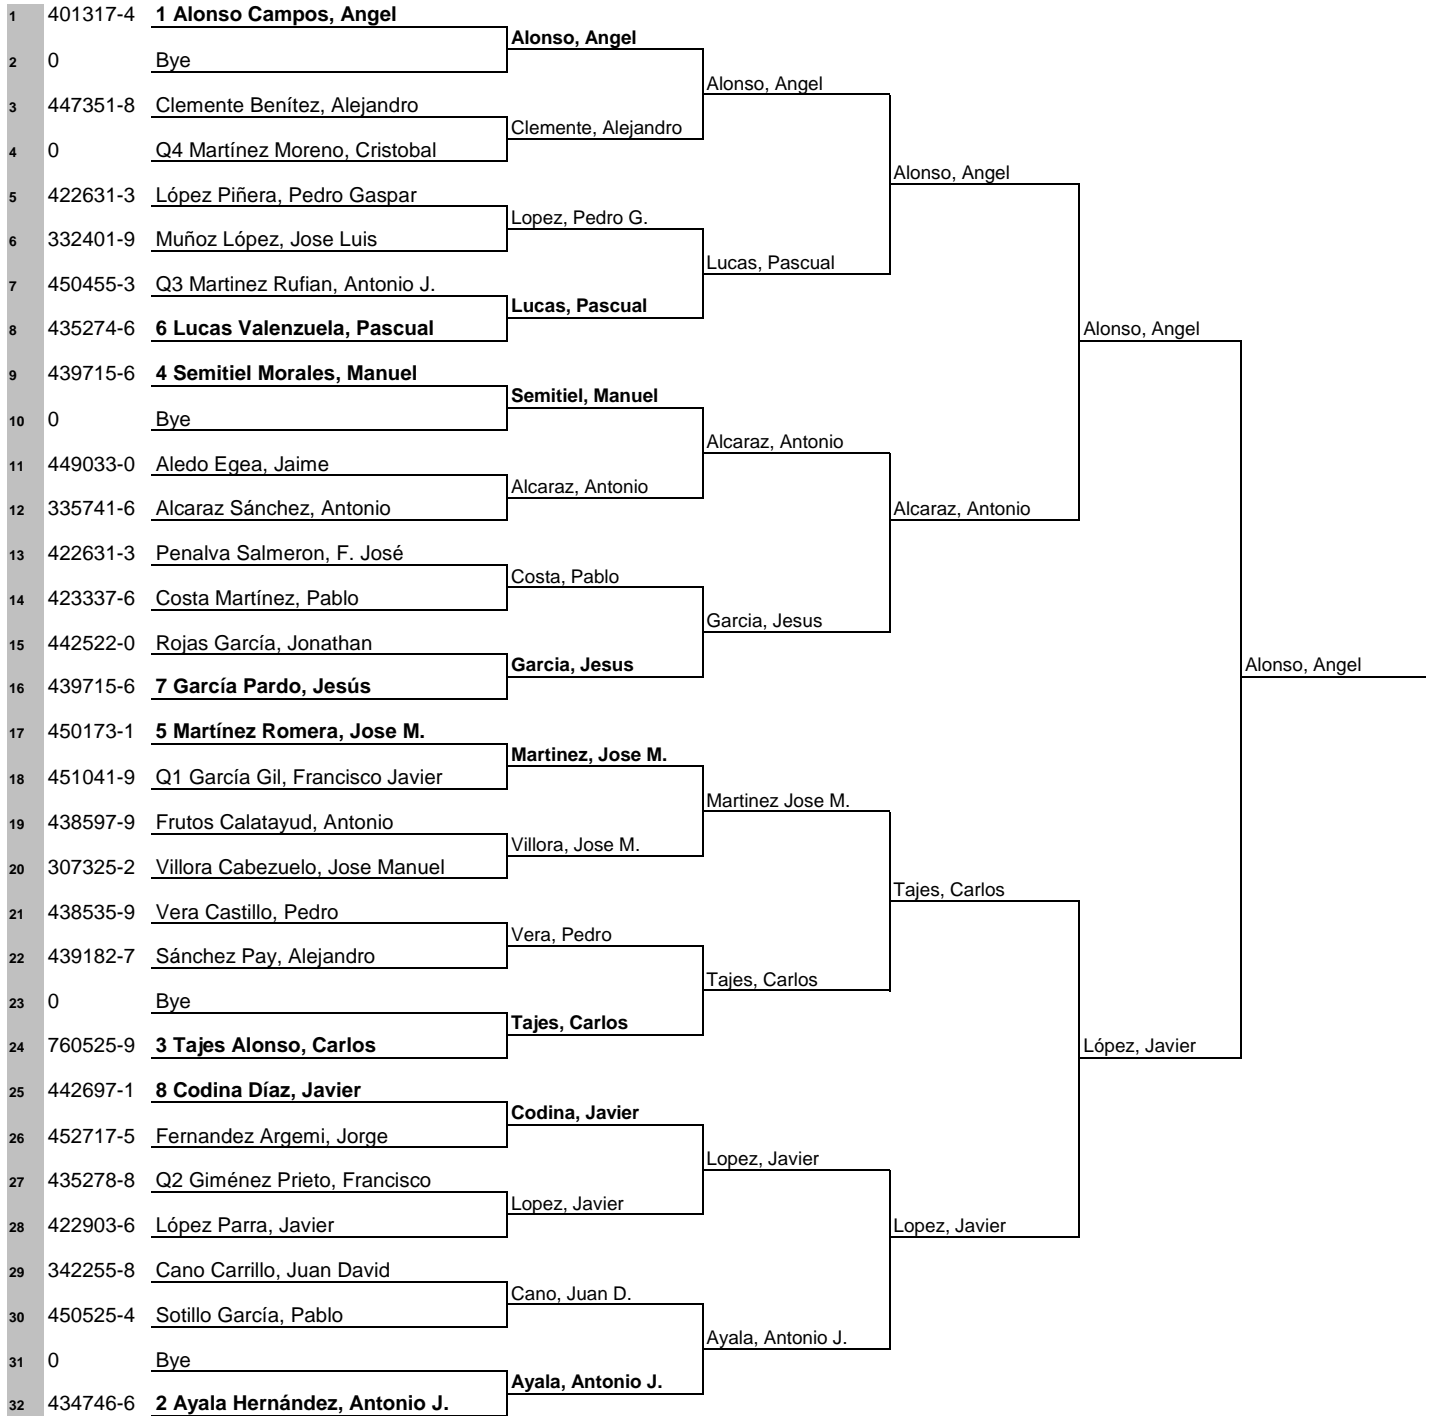 1 401317-4 1 Alonso Campos, Angel
Alonso, Angel
2 0 Bye
Alonso, Angel
3 447351-8 Clemente Benítez, Alejandro
Clemente, Alejandro
4 0 Q4 Martínez Moreno, Cristobal
Alonso, Angel
5 422631-3 López Piñera, Pedro Gaspar
Lopez, Pedro G.
6 332401-9 Muñoz López, Jose Luis
Lucas, Pascual
7 450455-3 Q3 Martinez Rufian, Antonio J.
Lucas, Pascual
8 435274-6 6 Lucas Valenzuela, Pascual
Alonso, Angel
9 439715-6 4 Semitiel Morales, Manuel
Semitiel, Manuel
10 0 Bye
Alcaraz, Antonio
11 449033-0 Aledo Egea, Jaime
Alcaraz, Antonio
12 335741-6 Alcaraz Sánchez, Antonio
Alcaraz, Antonio
13 422631-3 Penalva Salmeron, F. José
Costa, Pablo
14 423337-6 Costa Martínez, Pablo
Garcia, Jesus
15 442522-0 Rojas García, Jonathan
Garcia, Jesus
Alonso, Angel
16 439715-6 7 García Pardo, Jesús
17 450173-1 5 Martínez Romera, Jose M.
Martinez, Jose M.
18 451041-9 Q1 García Gil, Francisco Javier
Martinez Jose M.
19 438597-9 Frutos Calatayud, Antonio
Villora, Jose M.
20 307325-2 Villora Cabezuelo, Jose Manuel
Tajes, Carlos
21 438535-9 Vera Castillo, Pedro
Vera, Pedro
22 439182-7 Sánchez Pay, Alejandro
Tajes, Carlos
23 0 Bye
Tajes, Carlos
24 760525-9 3 Tajes Alonso, Carlos
López, Javier
25 442697-1 8 Codina Díaz, Javier
Codina, Javier
26 452717-5 Fernandez Argemi, Jorge
Lopez, Javier
27 435278-8 Q2 Giménez Prieto, Francisco
Lopez, Javier
28 422903-6 López Parra, Javier
Lopez, Javier
29 342255-8 Cano Carrillo, Juan David
Cano, Juan D.
30 450525-4 Sotillo García, Pablo
Ayala, Antonio J.
31 0 Bye
Ayala, Antonio J.
32 434746-6 2 Ayala Hernández, Antonio J.